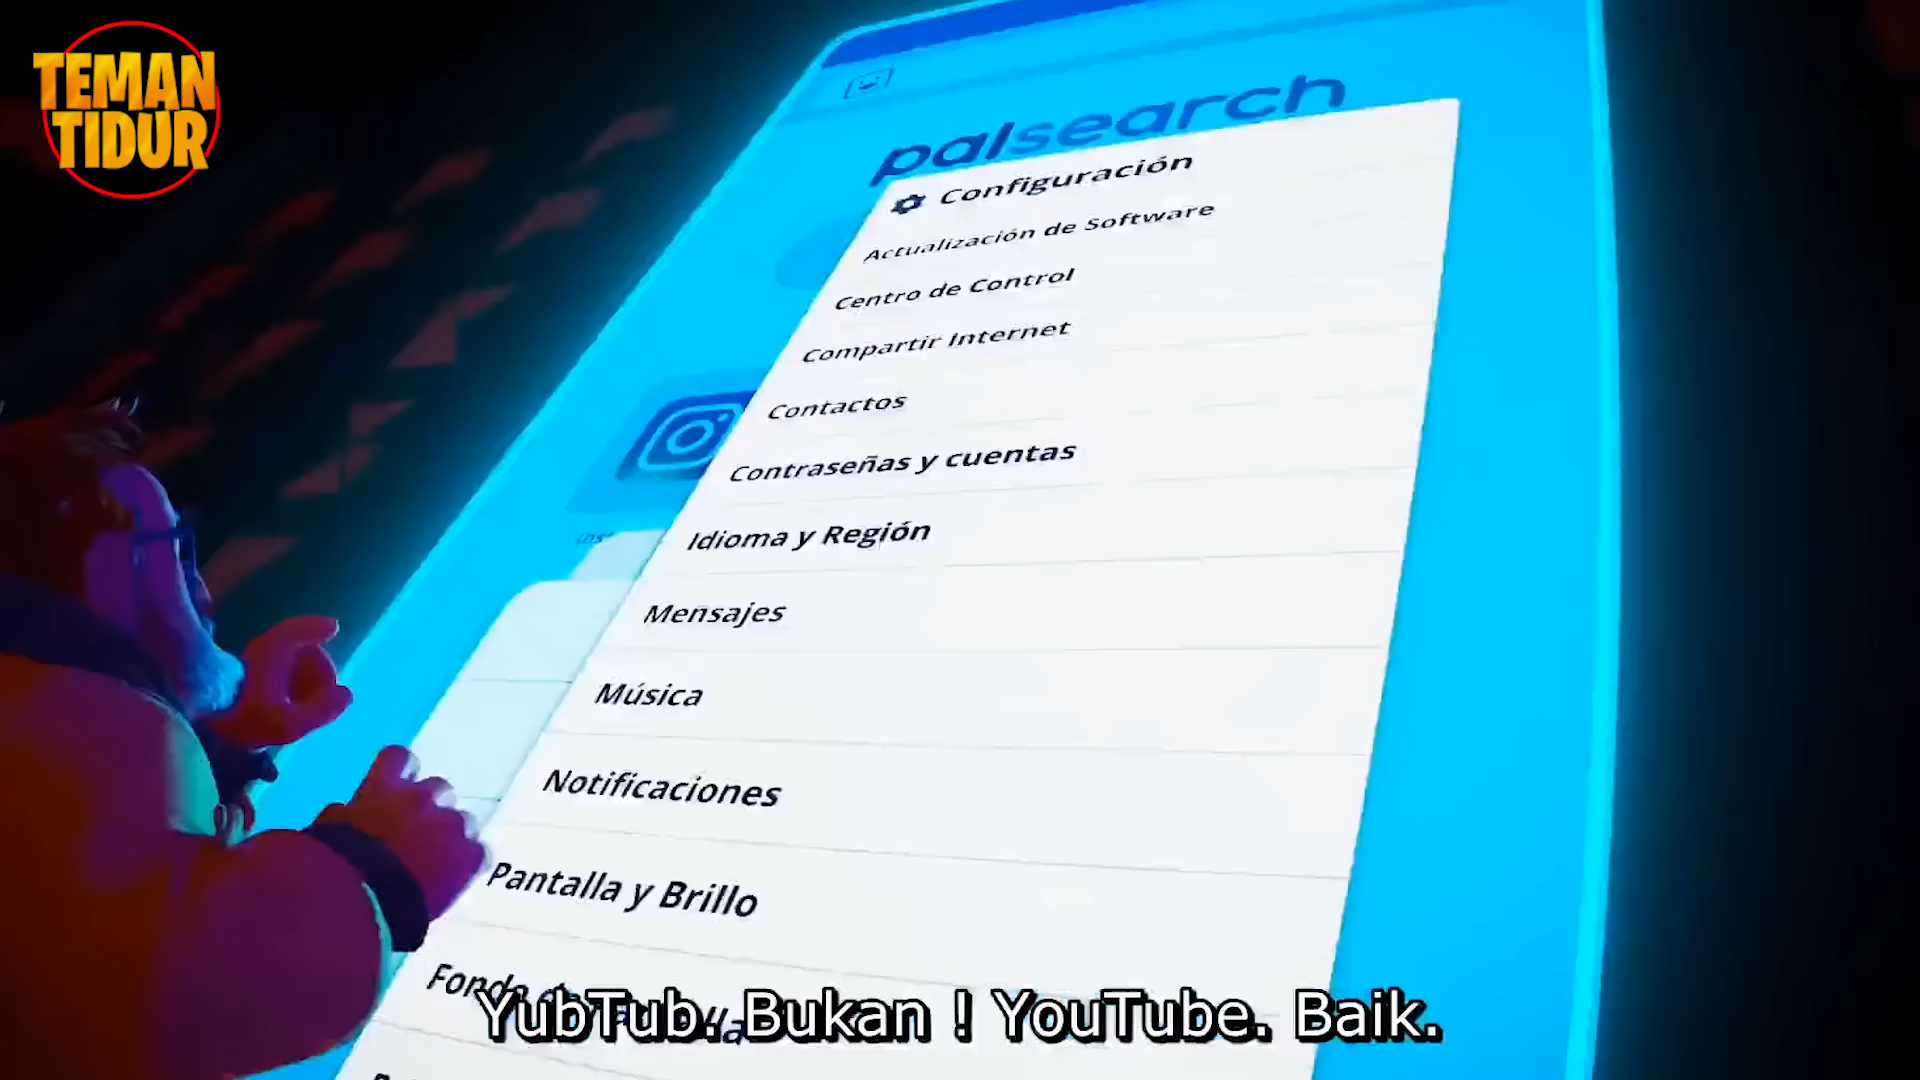 TEMAN
TIDUR
palsearch
Configuración
Actualización de Software
Centro de Control
Compartir Internet
Contactos
Contraseñas y cuentas
Idioma y Región
Mensajes
Música
Notificaciones
Pantalla y Brillo
Fondo
YubTub. Bukan ! YouTube. Baik.